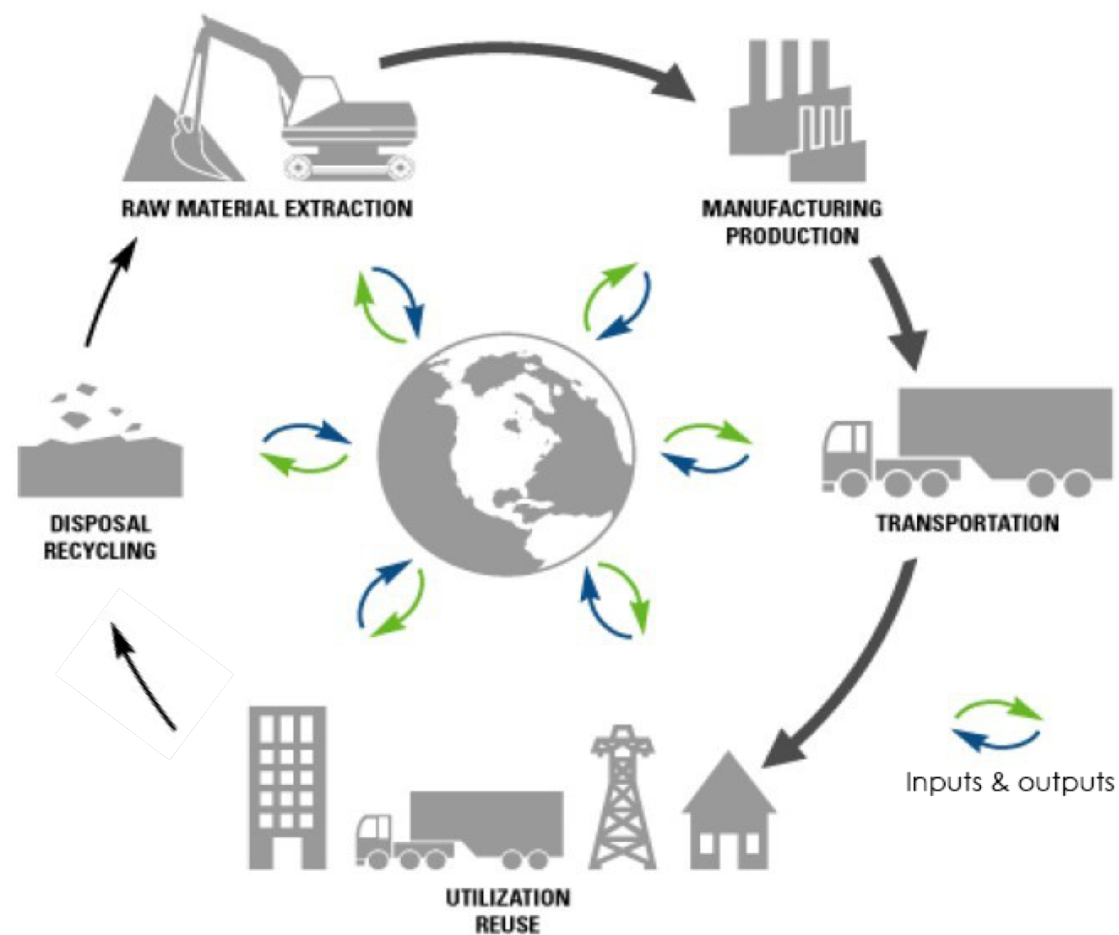 RAW MATERIAL EXTRACTION
MANUFACTURING
PRODUCTION
TRANSPORTATION
DISPOSAL
RECYCLING
Inputs & outputs
UTILIZATION
REUSE